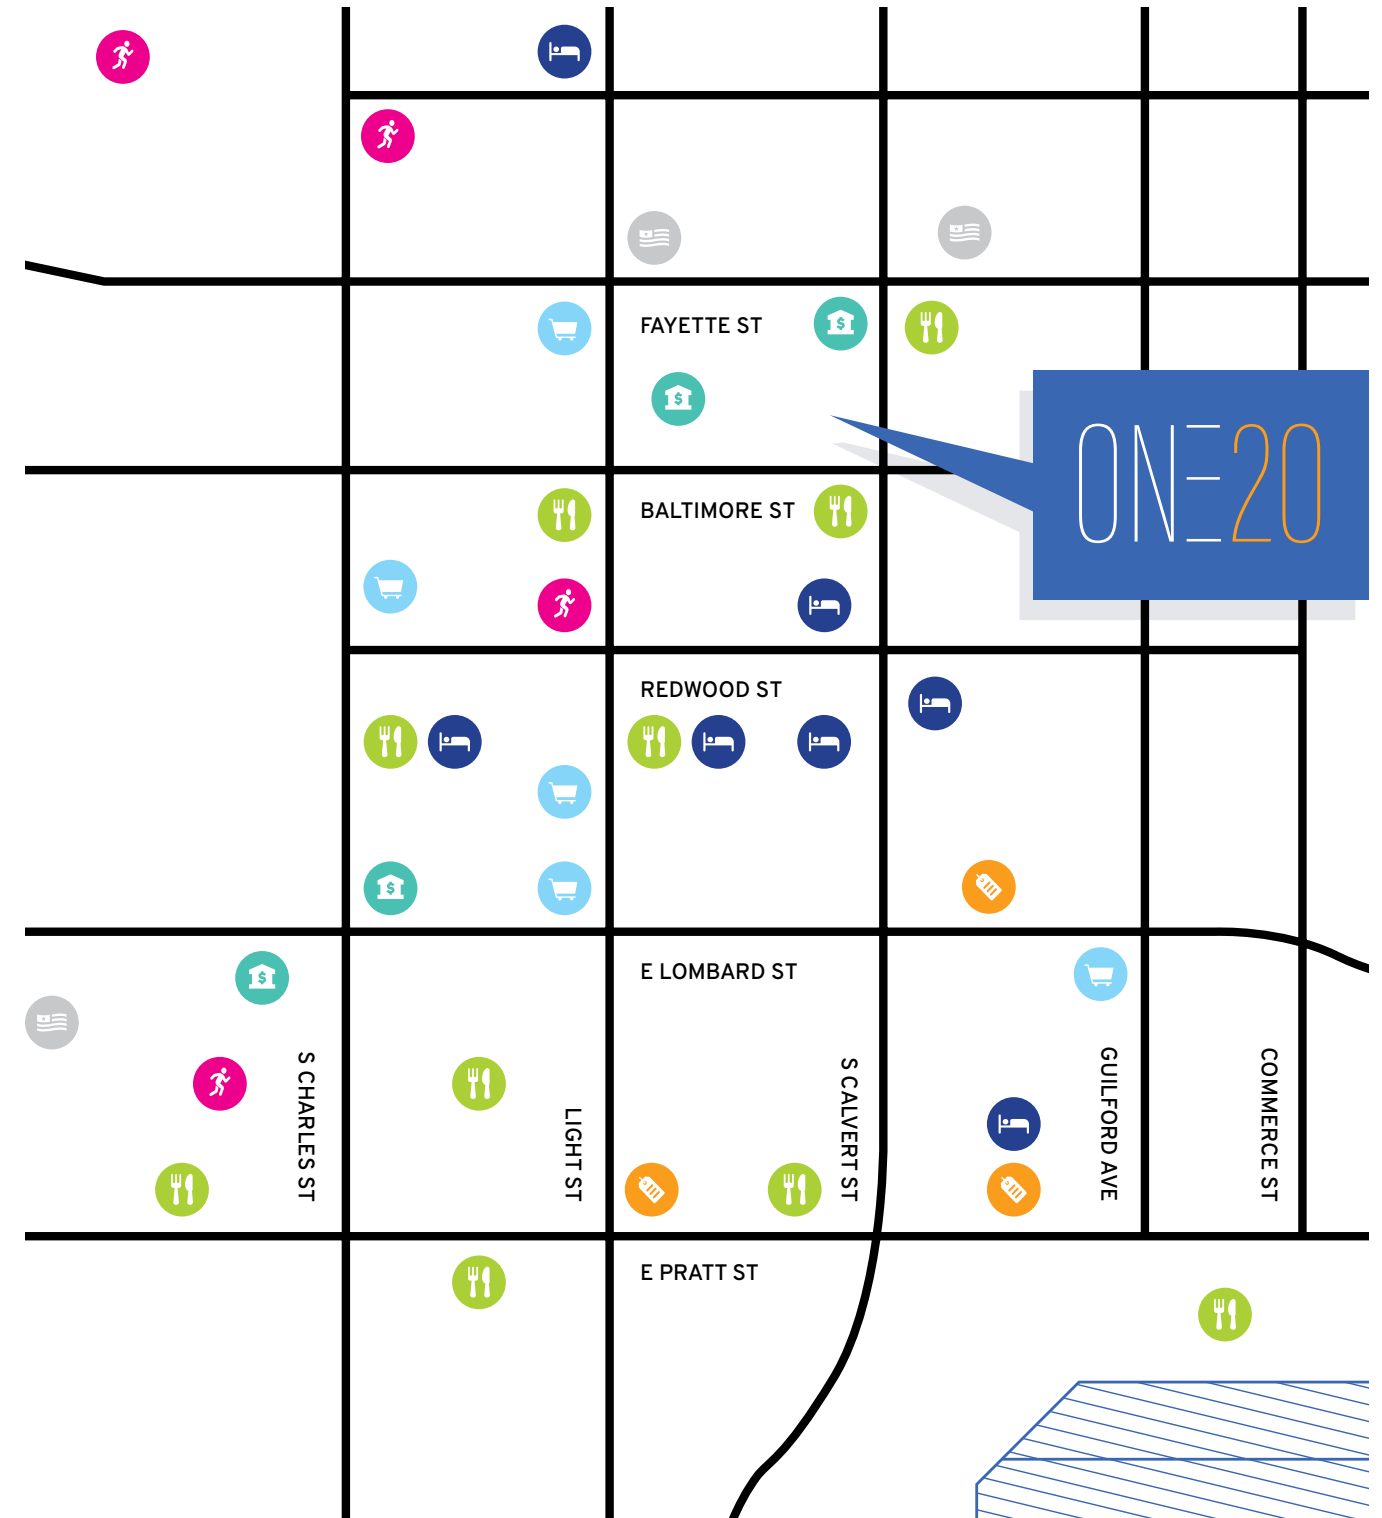 FAYETTE ST
ONE20
BALTIMORE ST
REDWOOD ST
E LOMBARD ST
S CHARLES ST
LIGHT ST
S CALVERT ST
GUILFORD AVE
COMMERCE ST
E PRATT ST